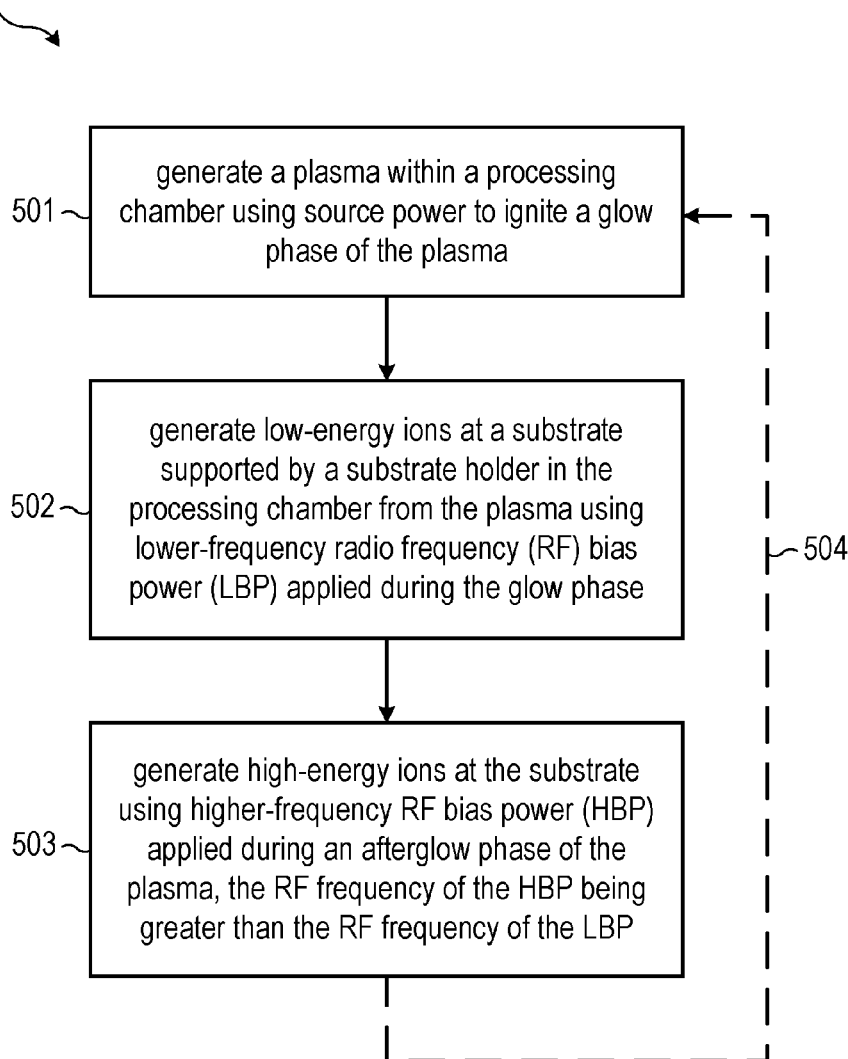 generate a plasma within a processing
501
chamber using source power to ignite a glow
phase of the plasma
generate low-energy ions at a substrate
supported by a substrate holder in the
502
processing chamber from the plasma using
lower-frequency radio frequency (RF) bias
504
power (LBP) applied during the glow phase
generate high-energy ions at the substrate
using higher-frequency RF bias power (HBP)
503
applied during an afterglow phase of the
plasma, the RF frequency of the HBP being
greater than the RF frequency of the LBP